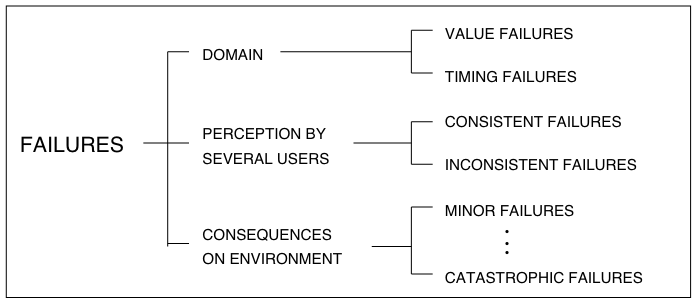 FAILURES
DOMAIN
VALUE FAILURES
TIMING FAILURES
PERCEPTION BY
SEVERAL USERS
CONSISTENT FAILURES
INCONSISTENT FAILURES
CONSEQUENCES
ON ENVIRONMENT
MINOR FAILURES
CATASTROPHIC FAILURES